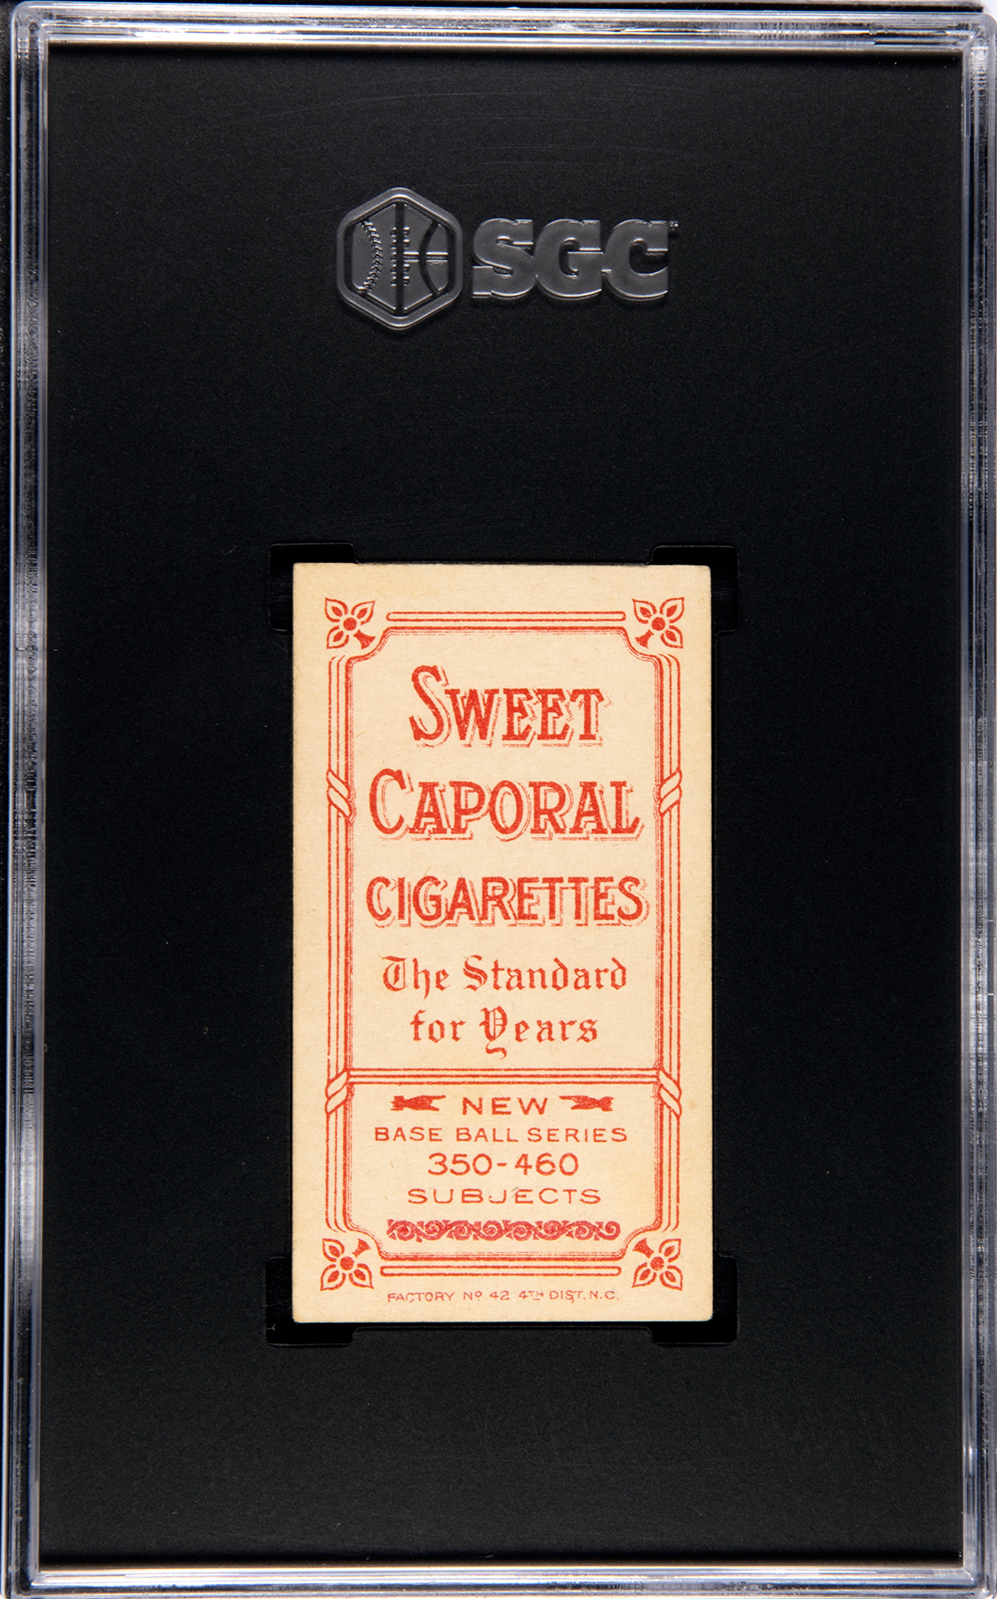 SGC
SWEET
CAPORAL
CIGARETTES
The Standard
for Years
NEW
BASE BALL SERIES
350-460
SUBJECTS
FACTORY Nº 42 4TH DIST. N.C.